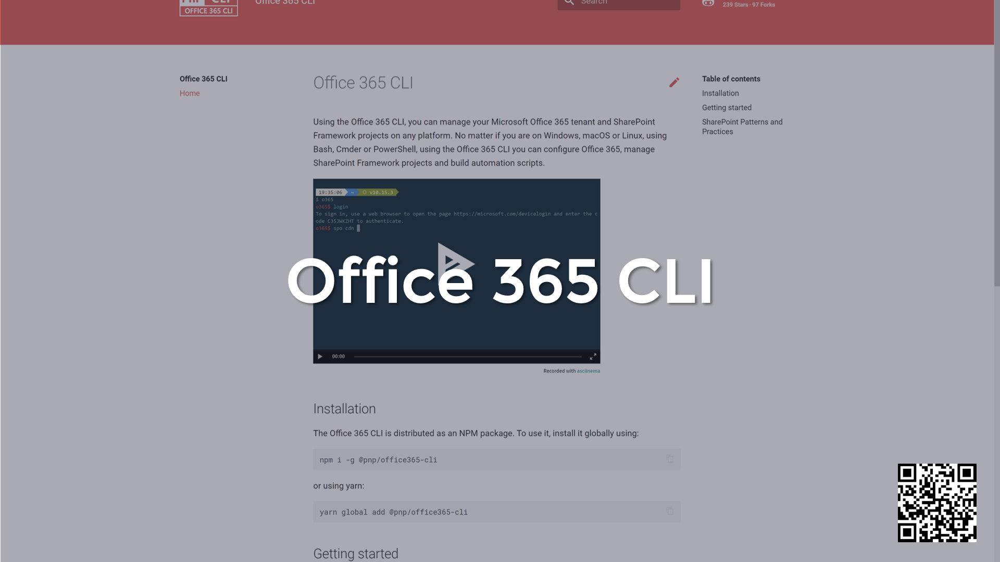 OFFICE 365 CLI
Office 365 CLI
Search
239 Stars · 97 Forks
Office 365 CLI
Home
Office 365 CLI
Using the Office 365 CLI, you can manage your Microsoft Office 365 tenant and SharePoint
Framework projects on any platform. No matter if you are on Windows, macOS or Linux, using
Bash, Cmder or PowerShell, using the Office 365 CLI you can configure Office 365, manage
SharePoint Framework projects and build automation scripts.
Table of contents
Installation
Getting started
SharePoint Patterns and
Practices
19:35:06 ~ v10.15.3
$ o365
o365$ login
To sign in, use a web browser to open the page https://microsoft.com/devicelogin and enter the c
ode C35JWKZHT to authenticate.
o365$ spo cdn
Office 365 CLI
00:00
Recorded with asciinema
Installation
The Office 365 CLI is distributed as an NPM package. To use it, install it globally using:
npm i -g @pnp/office365-cli
or using yarn:
yarn global add @pnp/office365-cli
Getting started